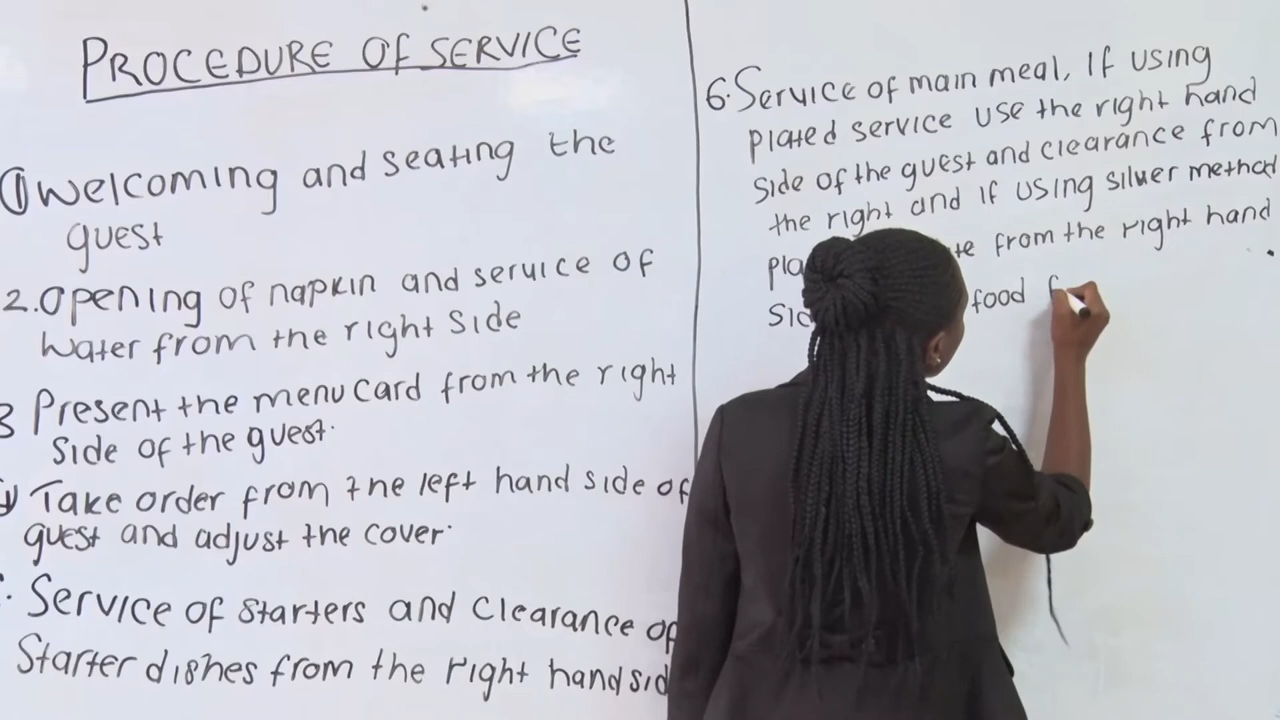 PROCEDURE OF SERVICE
① Welcoming and seating the
guest
2. Opening of napkin and service of
Water from the right side
3 Present the menu card from the right
Side of the guest.
Take order from the left hand side of
guest and adjust the cover.
Service of starters and clearance of
Starter dishes from the right hand
6. Service of main meal, If using
plated service use the right hand
side of the guest and clearance from
the right and if using silver method
from the right hand
food